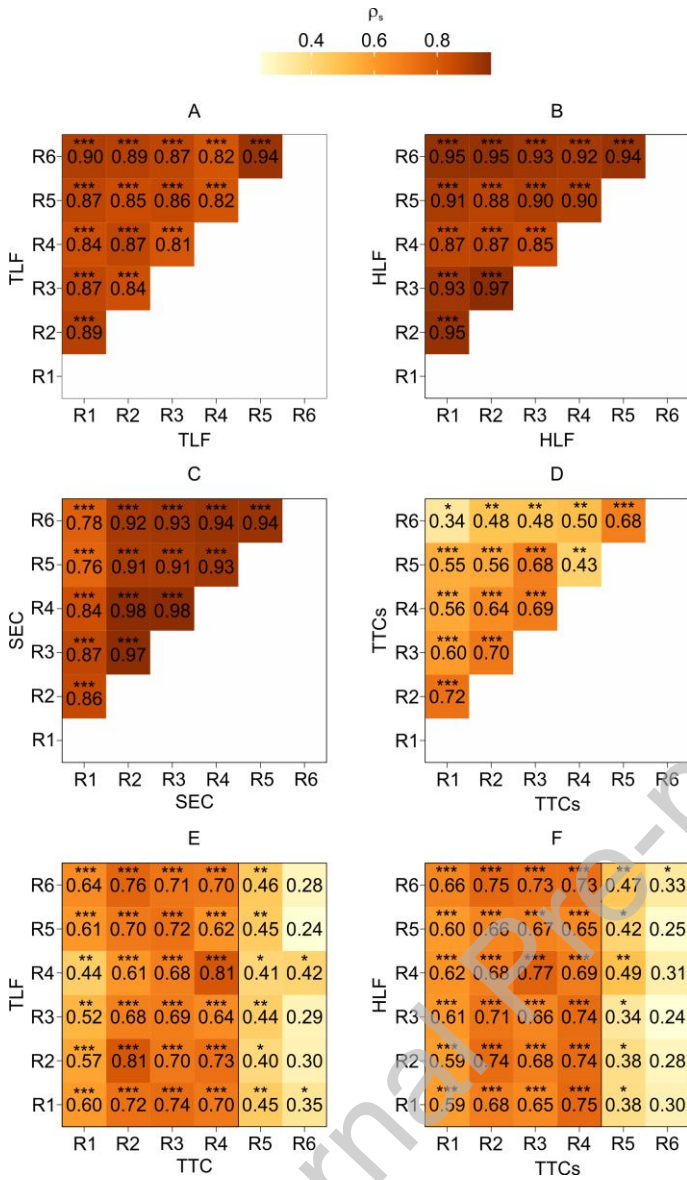 ρs
0.4 0.6 0.8
A
*** *** *** *** ***
R6 0.90 0.89 0.87 0.82 0.94
*** *** *** ***
R5 0.87 0.85 0.86 0.82
*** *** ***
R4 0.84 0.87 0.81
*** ***
R3 0.87 0.84
***
R2 0.89
R1
TLF
R1 R2 R3 R4 R5 R6
TLF
B
*** *** *** *** ***
R6 0.95 0.95 0.93 0.92 0.94
*** *** *** ***
R5 0.91 0.88 0.90 0.90
*** *** ***
R4 0.87 0.87 0.85
*** ***
R3 0.93 0.97
***
R2 0.95
R1
HLF
R1 R2 R3 R4 R5 R6
HLF
C
*** *** *** *** ***
R6 0.78 0.92 0.93 0.94 0.94
*** *** *** ***
R5 0.76 0.91 0.91 0.93
*** *** ***
R4 0.84 0.98 0.98
*** ***
R3 0.87 0.97
***
R2 0.86
R1
SEC
R1 R2 R3 R4 R5 R6
SEC
D
* ** ** ** ***
R6 0.34 0.48 0.48 0.50 0.68
*** *** *** **
R5 0.55 0.56 0.68 0.43
*** *** ***
R4 0.56 0.64 0.69
*** ***
R3 0.60 0.70
***
R2 0.72
R1
TTCs
R1 R2 R3 R4 R5 R6
TTCs
E
*** *** *** *** **
R6 0.64 0.76 0.71 0.70 0.46 0.28
*** *** *** *** **
R5 0.61 0.70 0.72 0.62 0.45 0.24
** *** *** *** * *
R4 0.44 0.61 0.68 0.81 0.41 0.42
** *** *** *** **
R3 0.52 0.68 0.69 0.64 0.44 0.29
*** *** *** *** *
R2 0.57 0.81 0.70 0.73 0.40 0.30
*** *** *** *** ** *
R1 0.60 0.72 0.74 0.70 0.45 0.35
TLF
R1 R2 R3 R4 R5 R6
TTC
F
*** *** *** *** ** *
R6 0.66 0.75 0.73 0.73 0.47 0.33
*** *** *** *** *
R5 0.60 0.66 0.67 0.65 0.42 0.25
*** *** *** *** **
R4 0.62 0.68 0.77 0.69 0.49 0.31
*** *** *** *** *
R3 0.61 0.71 0.66 0.74 0.34 0.24
*** *** *** *** *
R2 0.59 0.74 0.68 0.74 0.38 0.28
*** *** *** *** *
R1 0.59 0.68 0.65 0.75 0.38 0.30
HLF
R1 R2 R3 R4 R5 R6
TTCs
rnal Pre-p